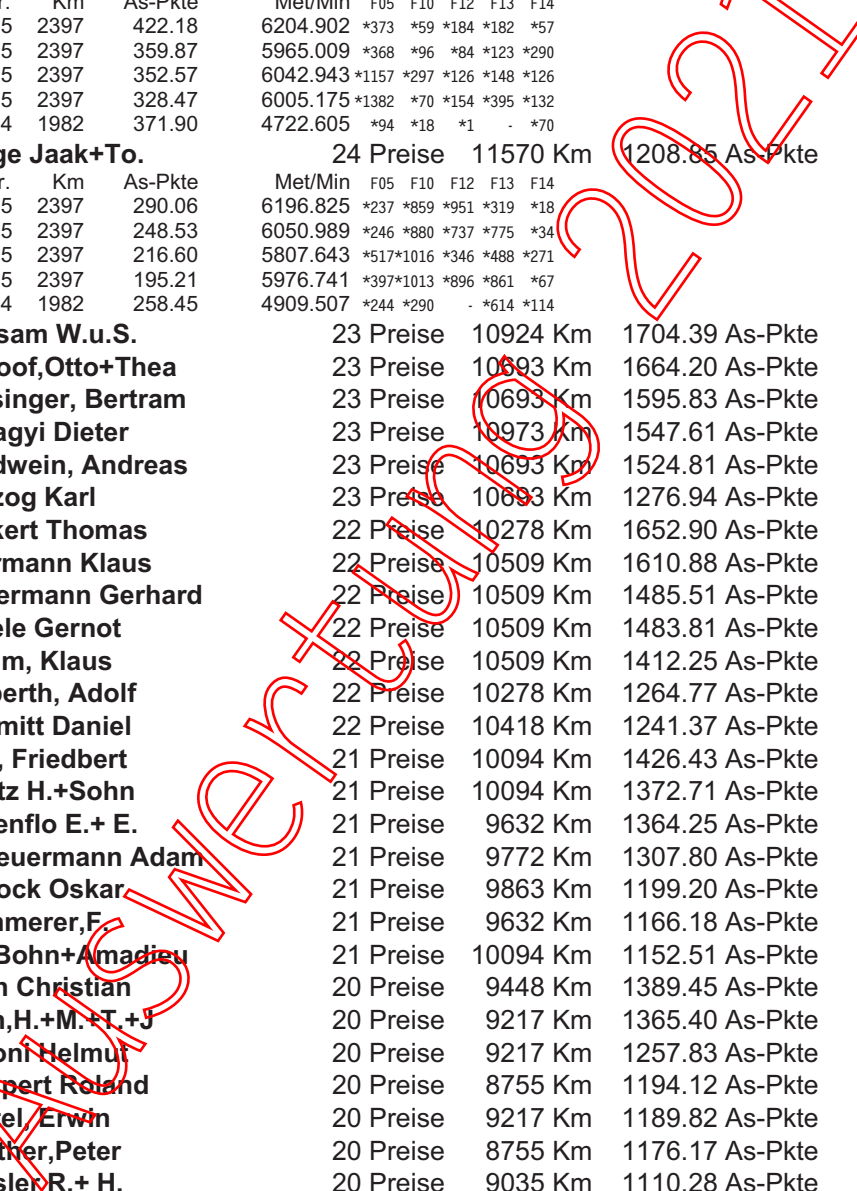 r. Km As-Pkte Met/Min F05 F10 F12 F13 F14
5 2397 422.18 6204.902 *373 *59 *184 *182 *57
5 2397 359.87 5965.009 *368 *96 *84 *123 *290
5 2397 352.57 6042.943 *1157 *297 *126 *148 *126
5 2397 328.47 6005.175 *1382 *70 *154 *395 *132
4 1982 371.90 4722.605 *94 *18 *1 - *70
ge Jaak+To. 24 Preise 11570 Km 1208.85 As-Pkte
r. Km As-Pkte Met/Min F05 F10 F12 F13 F14
5 2397 290.06 6196.825 *237 *859 *951 *319 *18
5 2397 248.53 6050.989 *246 *880 *737 *775 *34
5 2397 216.60 5807.643 *517 *1016 *346 *488 *271
5 2397 195.21 5976.741 *397 *1013 *896 *861 *67
4 1982 258.45 4909.507 *244 *290 - *614 *114
sam W.u.S. 23 Preise 10924 Km 1704.39 As-Pkte
oof,Otto+Thea 23 Preise 10693 Km 1664.20 As-Pkte
singer, Bertram 23 Preise 10693 Km 1595.83 As-Pkte
agyi Dieter 23 Preise 10973 Km 1547.61 As-Pkte
dwein, Andreas 23 Preise 10693 Km 1524.81 As-Pkte
zog Karl 23 Preise 10693 Km 1276.94 As-Pkte
kert Thomas 22 Preise 10278 Km 1652.90 As-Pkte
rmann Klaus 22 Preise 10509 Km 1610.88 As-Pkte
ermann Gerhard 22 Preise 10509 Km 1485.51 As-Pkte
ele Gernot 22 Preise 10509 Km 1483.81 As-Pkte
m, Klaus 22 Preise 10509 Km 1412.25 As-Pkte
perth, Adolf 22 Preise 10278 Km 1264.77 As-Pkte
mitt Daniel 22 Preise 10418 Km 1241.37 As-Pkte
, Friedbert 21 Preise 10094 Km 1426.43 As-Pkte
tz H.+Sohn 21 Preise 10094 Km 1372.71 As-Pkte
enflo E.+ E. 21 Preise 9632 Km 1364.25 As-Pkte
euermann Adam 21 Preise 9772 Km 1307.80 As-Pkte
ock Oskar 21 Preise 9863 Km 1199.20 As-Pkte
mmerer,F. 21 Preise 9632 Km 1166.18 As-Pkte
Bohn+Amadieu 21 Preise 10094 Km 1152.51 As-Pkte
n Christian 20 Preise 9448 Km 1389.45 As-Pkte
n,H.+M.+T.+J 20 Preise 9217 Km 1365.40 As-Pkte
oni Helmut 20 Preise 9217 Km 1257.83 As-Pkte
pert Roland 20 Preise 8755 Km 1194.12 As-Pkte
el, Erwin 20 Preise 9217 Km 1189.82 As-Pkte
ther,Peter 20 Preise 8755 Km 1176.17 As-Pkte
sler R.+ H. 20 Preise 9035 Km 1110.28 As-Pkte
Auswertung 2021